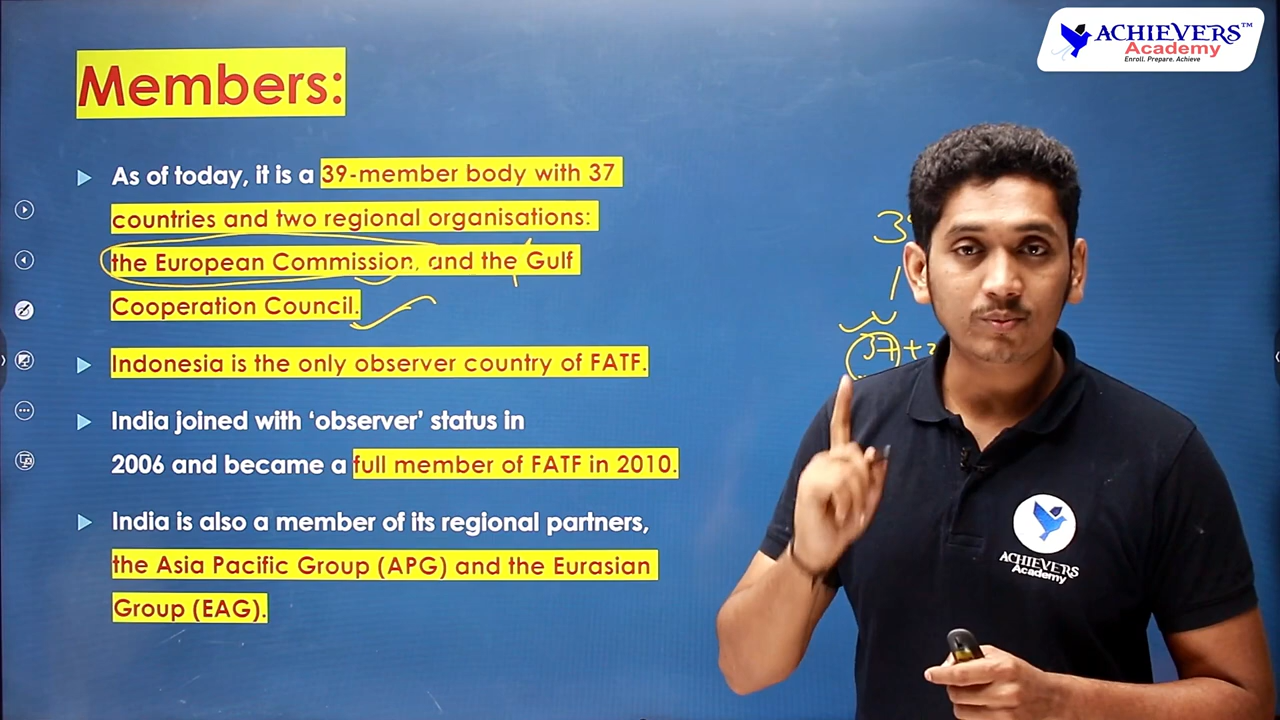 ACHIEVERS™
Academy
Enroll. Prepare. Achieve
Members:
As of today, it is a 39-member body with 37
countries and two regional organisations:
the European Commission, and the Gulf
Cooperation Council.
Indonesia is the only observer country of FATF.
India joined with ‘observer’ status in
2006 and became a full member of FATF in 2010.
India is also a member of its regional partners,
the Asia Pacific Group (APG) and the Eurasian
Group (EAG).
37+
ACHIEVERS
Academy